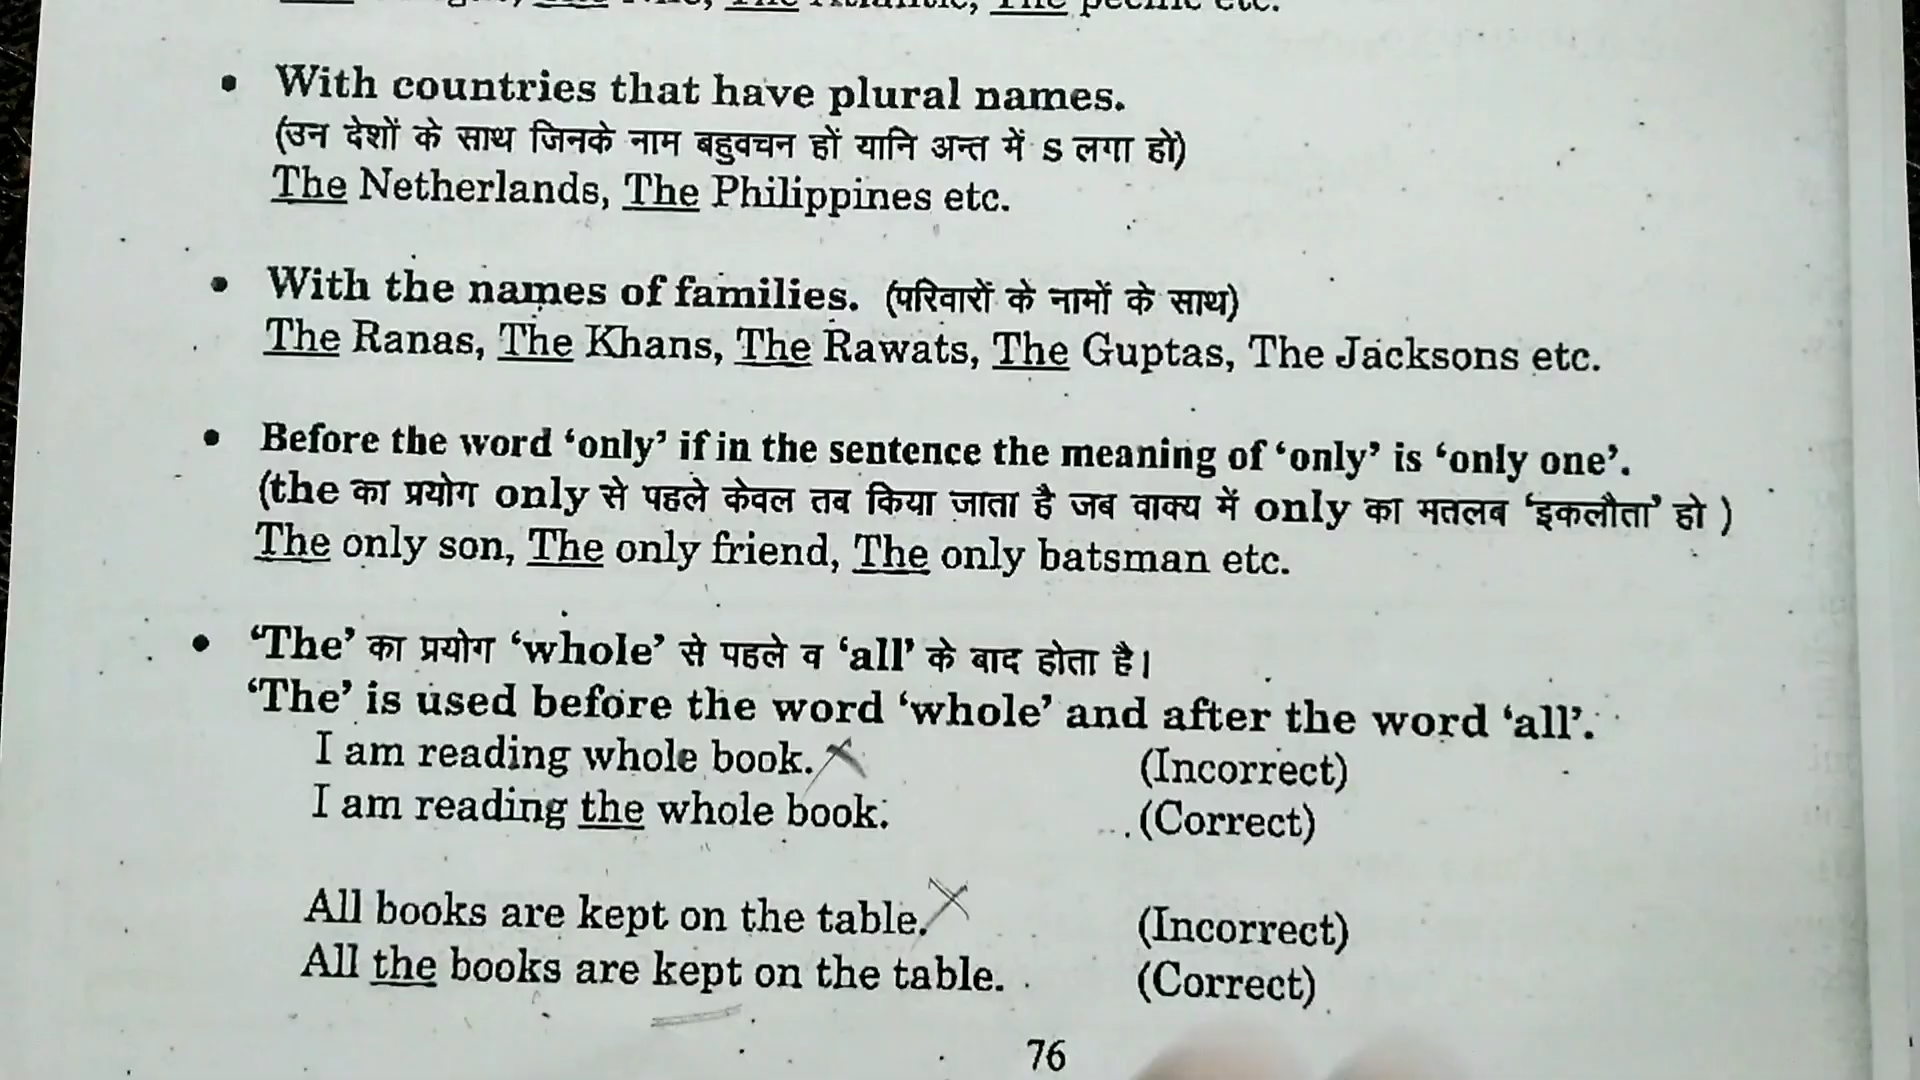 The pecific etc.
• With countries that have plural names.
(उन देशों के साथ जिनके नाम बहुवचन हों यानि अन्त में s लगा हो)
The Netherlands, The Philippines etc.
• With the names of families. (परिवारों के नामों के साथ)
The Ranas, The Khans, The Rawats, The Guptas, The Jacksons etc.
• Before the word ‘only’ if in the sentence the meaning of ‘only’ is ‘only one’.
(the का प्रयोग only से पहले केवल तब किया जाता है जब वाक्य में only का मतलब ‘इकलौता’ हो )
The only son, The only friend, The only batsman etc.
• ‘The’ का प्रयोग ‘whole’ से पहले व ‘all’ के बाद होता है।
‘The’ is used before the word ‘whole’ and after the word ‘all’.
I am reading whole book. (Incorrect)
I am reading the whole book. (Correct)
All books are kept on the table. (Incorrect)
All the books are kept on the table. (Correct)
76